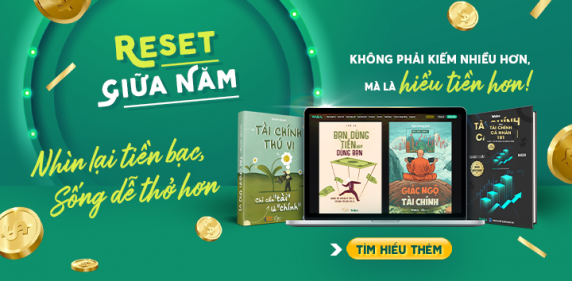 RESET
GIỮA NĂM
KHÔNG PHẢI KIẾM NHIỀU HƠN,
MÀ LÀ hiểu tiền hơn!
Nhìn lại tiền bạc,
Sống dễ thở hơn
TÀI CHÍNH
THÚ VỊ
BẠN DÙNG
TIỀN
DÙNG BẠN
GIÁC NGỘ
TÀI CHÍNH
TÀI CHÍNH
CÁ NHÂN
TÌM HIỂU THÊM